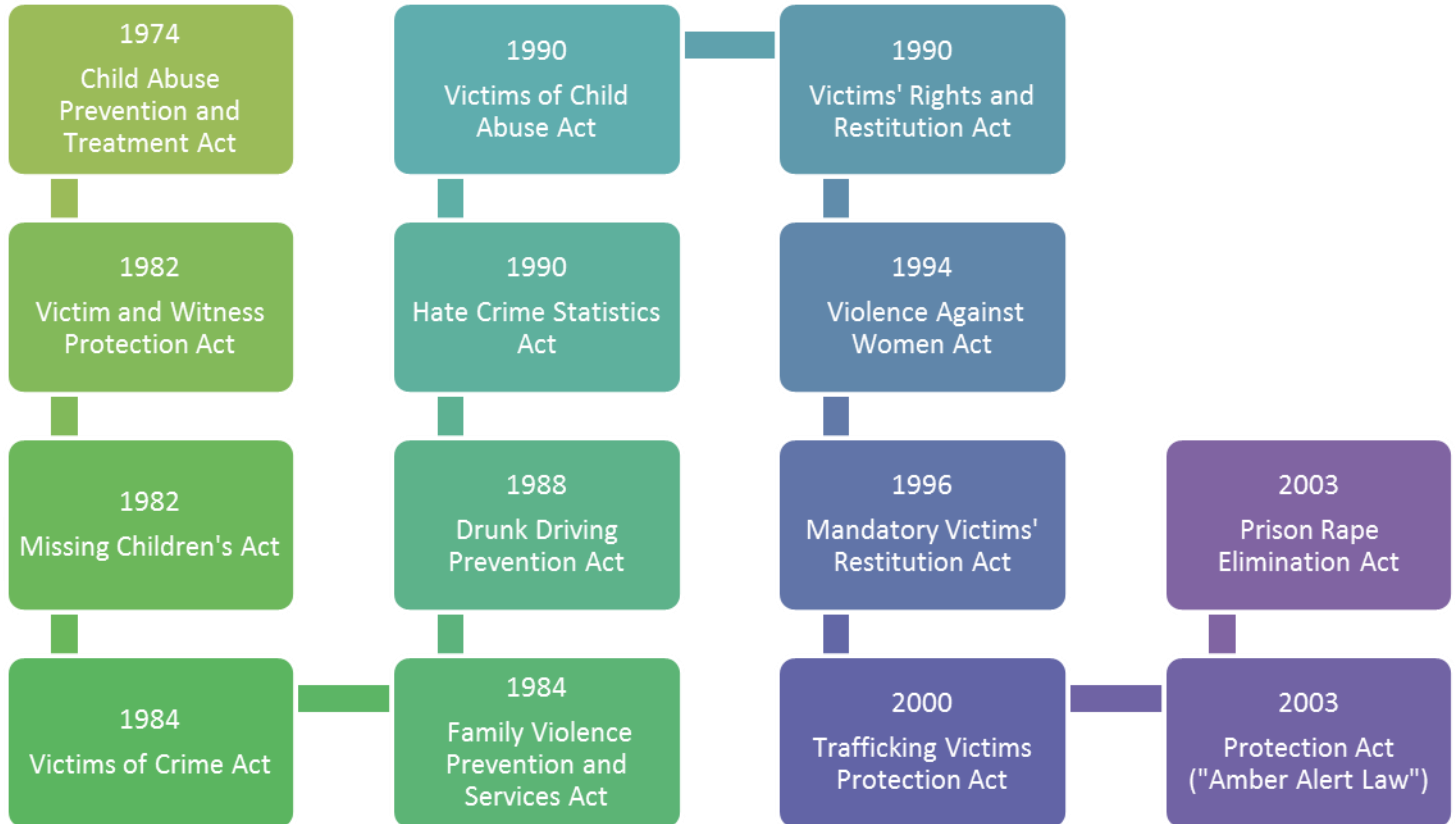 1974
Child Abuse
Prevention and
Treatment Act
1982
Victim and Witness
Protection Act
1982
Missing Children's Act
1984
Victims of Crime Act
1984
Family Violence
Prevention and
Services Act
1988
Drunk Driving
Prevention Act
1990
Hate Crime Statistics
Act
1990
Victims of Child
Abuse Act
1990
Victims' Rights and
Restitution Act
1994
Violence Against
Women Act
1996
Mandatory Victims'
Restitution Act
2000
Trafficking Victims
Protection Act
2003
Protection Act
("Amber Alert Law")
2003
Prison Rape
Elimination Act